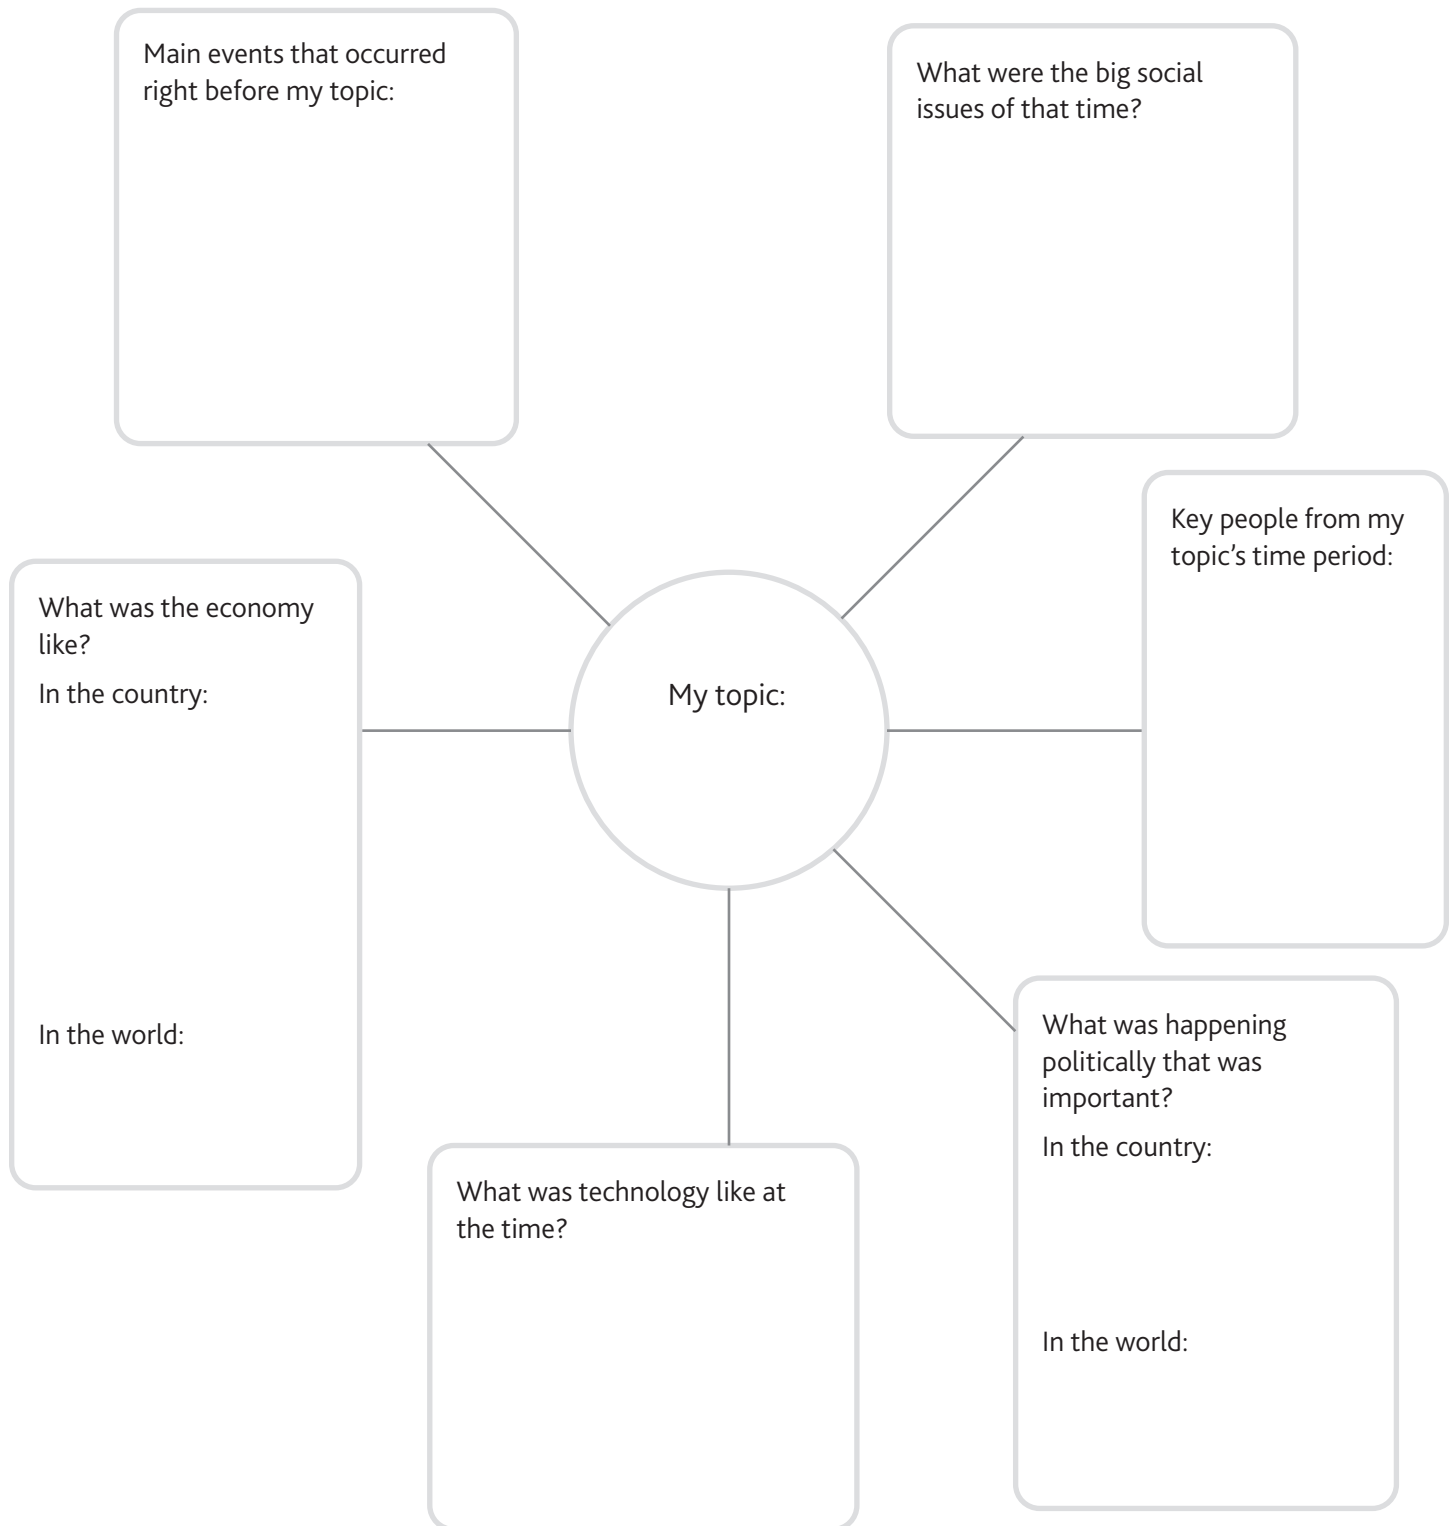 Main events that occurred
right before my topic:
What were the big social
issues of that time?
Key people from my
topic’s time period:
What was the economy
like?
In the country:
In the world:
My topic:
What was happening
politically that was
important?
In the country:
In the world:
What was technology like at
the time?